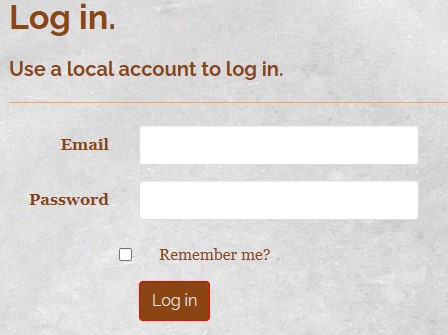 Log in.
Use a local account to log in.
Email
Password
Remember me?
Log in